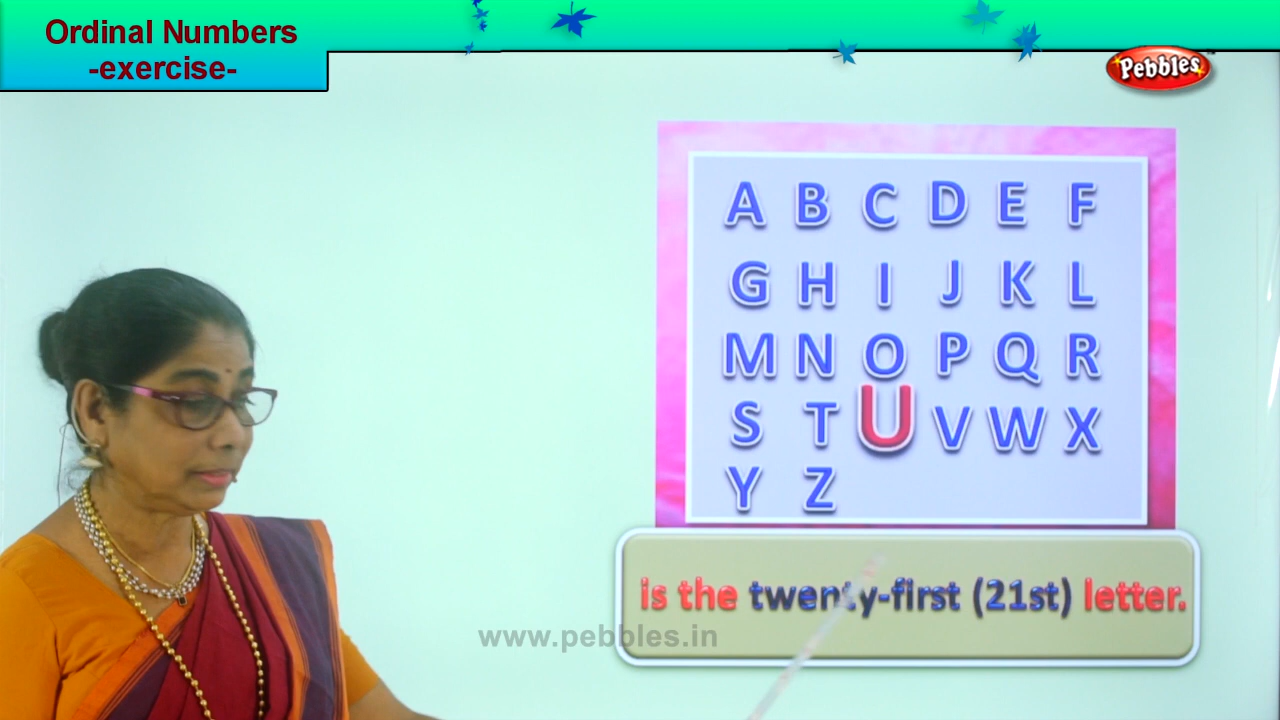 Ordinal Numbers
-exercise-
Pebbles
A B C D E F
G H I J K L
M N O P Q R
S T U V W X
Y Z
is the twenty-first (21st) letter.
www.pebbles.in